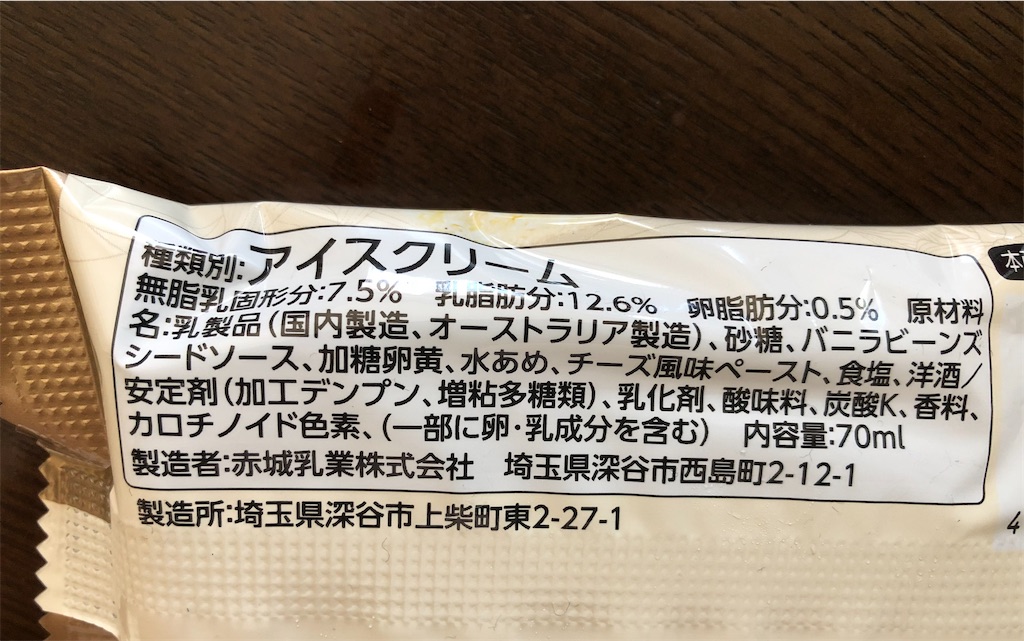 種類別:アイスクリーム
無脂乳固形分:7.5% 乳脂肪分:12.6% 卵脂肪分:0.5% 原材料
名:乳製品(国内製造、オーストラリア製造)、砂糖、バニラビーンズ
シードソース、加糖卵黄、水あめ、チーズ風味ペースト、食塩、洋酒/
安定剤(加工デンプン、増粘多糖類)、乳化剤、酸味料、炭酸K、香料、
カロチノイド色素、(一部に卵・乳成分を含む) 内容量:70ml
製造者:赤城乳業株式会社 埼玉県深谷市西島町2-12-1
製造所:埼玉県深谷市上柴町東2-27-1
本
4